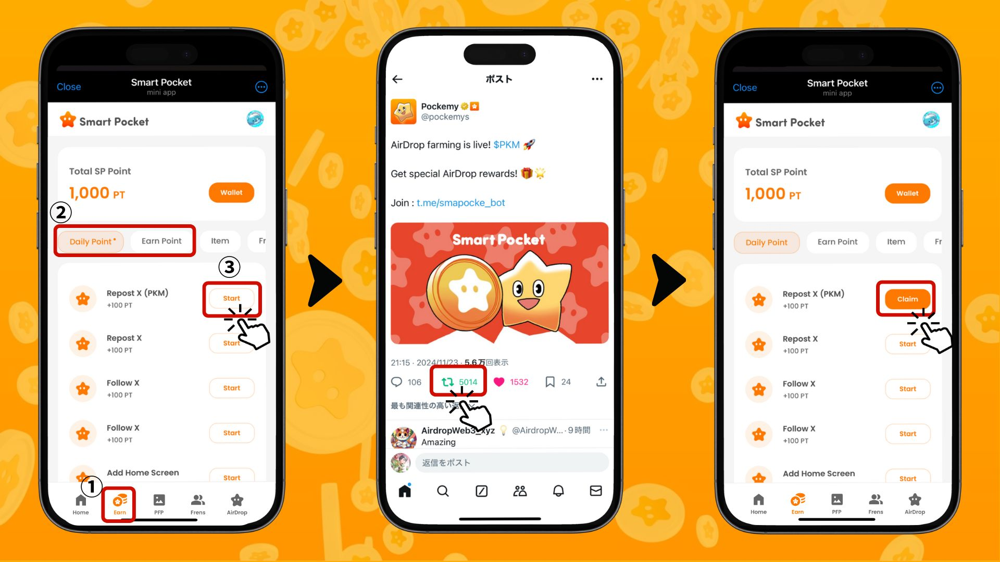 Close
Smart Pocket
mini app
Smart Pocket
Total SP Point
1,000 PT
Wallet
②
Daily Point
Earn Point
Item
Fr
③
Repost X (PKM)
+100 PT
Start
Repost X
+100 PT
Start
Follow X
+100 PT
Start
Follow X
+100 PT
Start
Add Home Screen
Start
①
Home
Earn
PFP
Frens
AirDrop
ポスト
Pockemy
@pockemys
AirDrop farming is live! $PKM 🚀
Get special AirDrop rewards! 🎁🌟
Join : t.me/smapocke_bot
Smart Pocket
21:15 · 2024/11/23 · 5.6万回表示
106
5014
1532
24
最も関連性の高い返
AirdropWeb3_xyz 💡 @AirdropW... · 9時間
Amazing
返信をポスト
Close
Smart Pocket
mini app
Smart Pocket
Total SP Point
1,000 PT
Wallet
Daily Point
Earn Point
Item
Fr
Repost X (PKM)
+100 PT
Claim
Repost X
+100 PT
Start
Follow X
+100 PT
Start
Follow X
+100 PT
Start
Add Home Screen
Start
Home
Earn
PFP
Frens
AirDrop